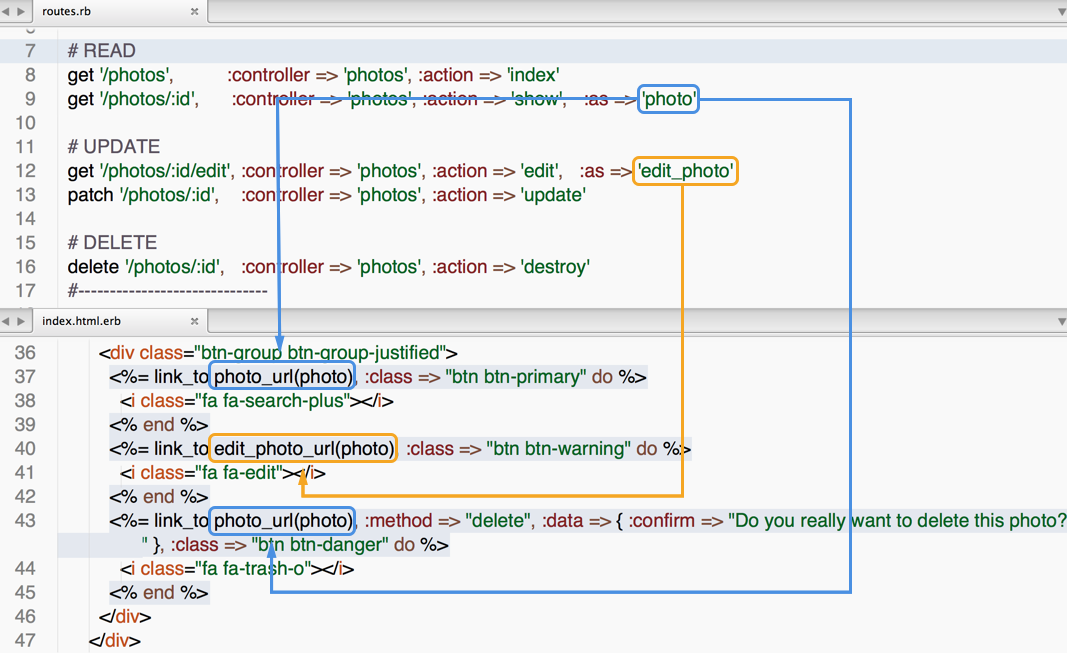 routes.rb
7 # READ
8 get '/photos', :controller => 'photos', :action => 'index'
9 get '/photos/:id', :controller => 'photos', :action => 'show', :as => 'photo'
10
11 # UPDATE
12 get '/photos/:id/edit', :controller => 'photos', :action => 'edit', :as => 'edit_photo'
13 patch '/photos/:id', :controller => 'photos', :action => 'update'
14
15 # DELETE
16 delete '/photos/:id', :controller => 'photos', :action => 'destroy'
17 #------------------------------
index.html.erb
36 <div class="btn-group btn-group-justified">
37 <%= link_to photo_url(photo), :class => "btn btn-primary" do %>
38 <i class="fa fa-search-plus"></i>
39 <% end %>
40 <%= link_to edit_photo_url(photo), :class => "btn btn-warning" do %>
41 <i class="fa fa-edit"></i>
42 <% end %>
43 <%= link_to photo_url(photo), :method => "delete", :data => { :confirm => "Do you really want to delete this photo?
" }, :class => "btn btn-danger" do %>
44 <i class="fa fa-trash-o"></i>
45 <% end %>
46 </div>
47 </div>